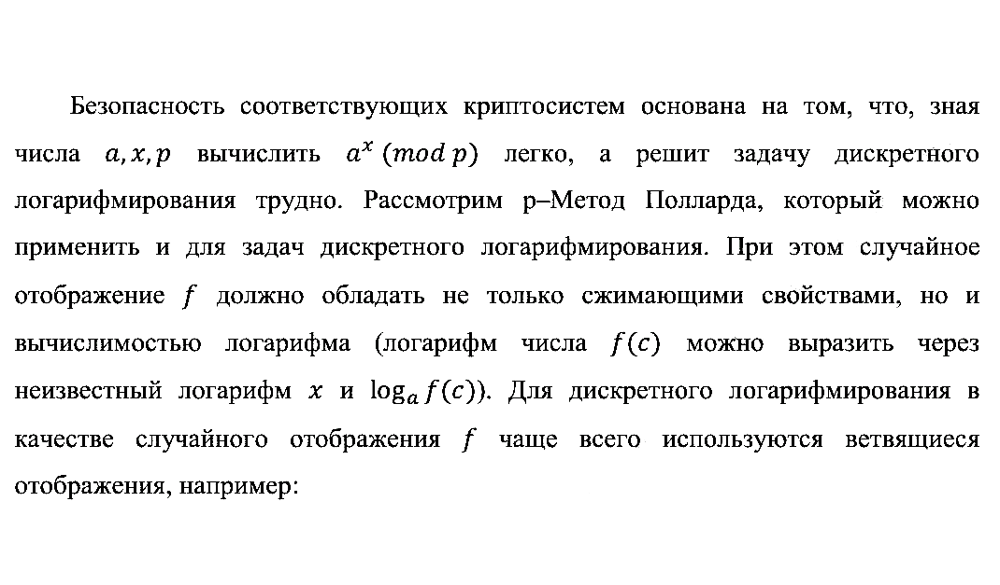 Безопасность соответствующих криптосистем основана на том, что, зная
числа a, x, p вычислить aˣ (mod p) легко, а решит задачу дискретного
логарифмирования трудно. Рассмотрим p–Метод Полларда, который можно
применить и для задач дискретного логарифмирования. При этом случайное
отображение f должно обладать не только сжимающими свойствами, но и
вычислимостью логарифма (логарифм числа f(c) можно выразить через
неизвестный логарифм x и logₐ f(c)). Для дискретного логарифмирования в
качестве случайного отображения f чаще всего используются ветвящиеся
отображения, например: